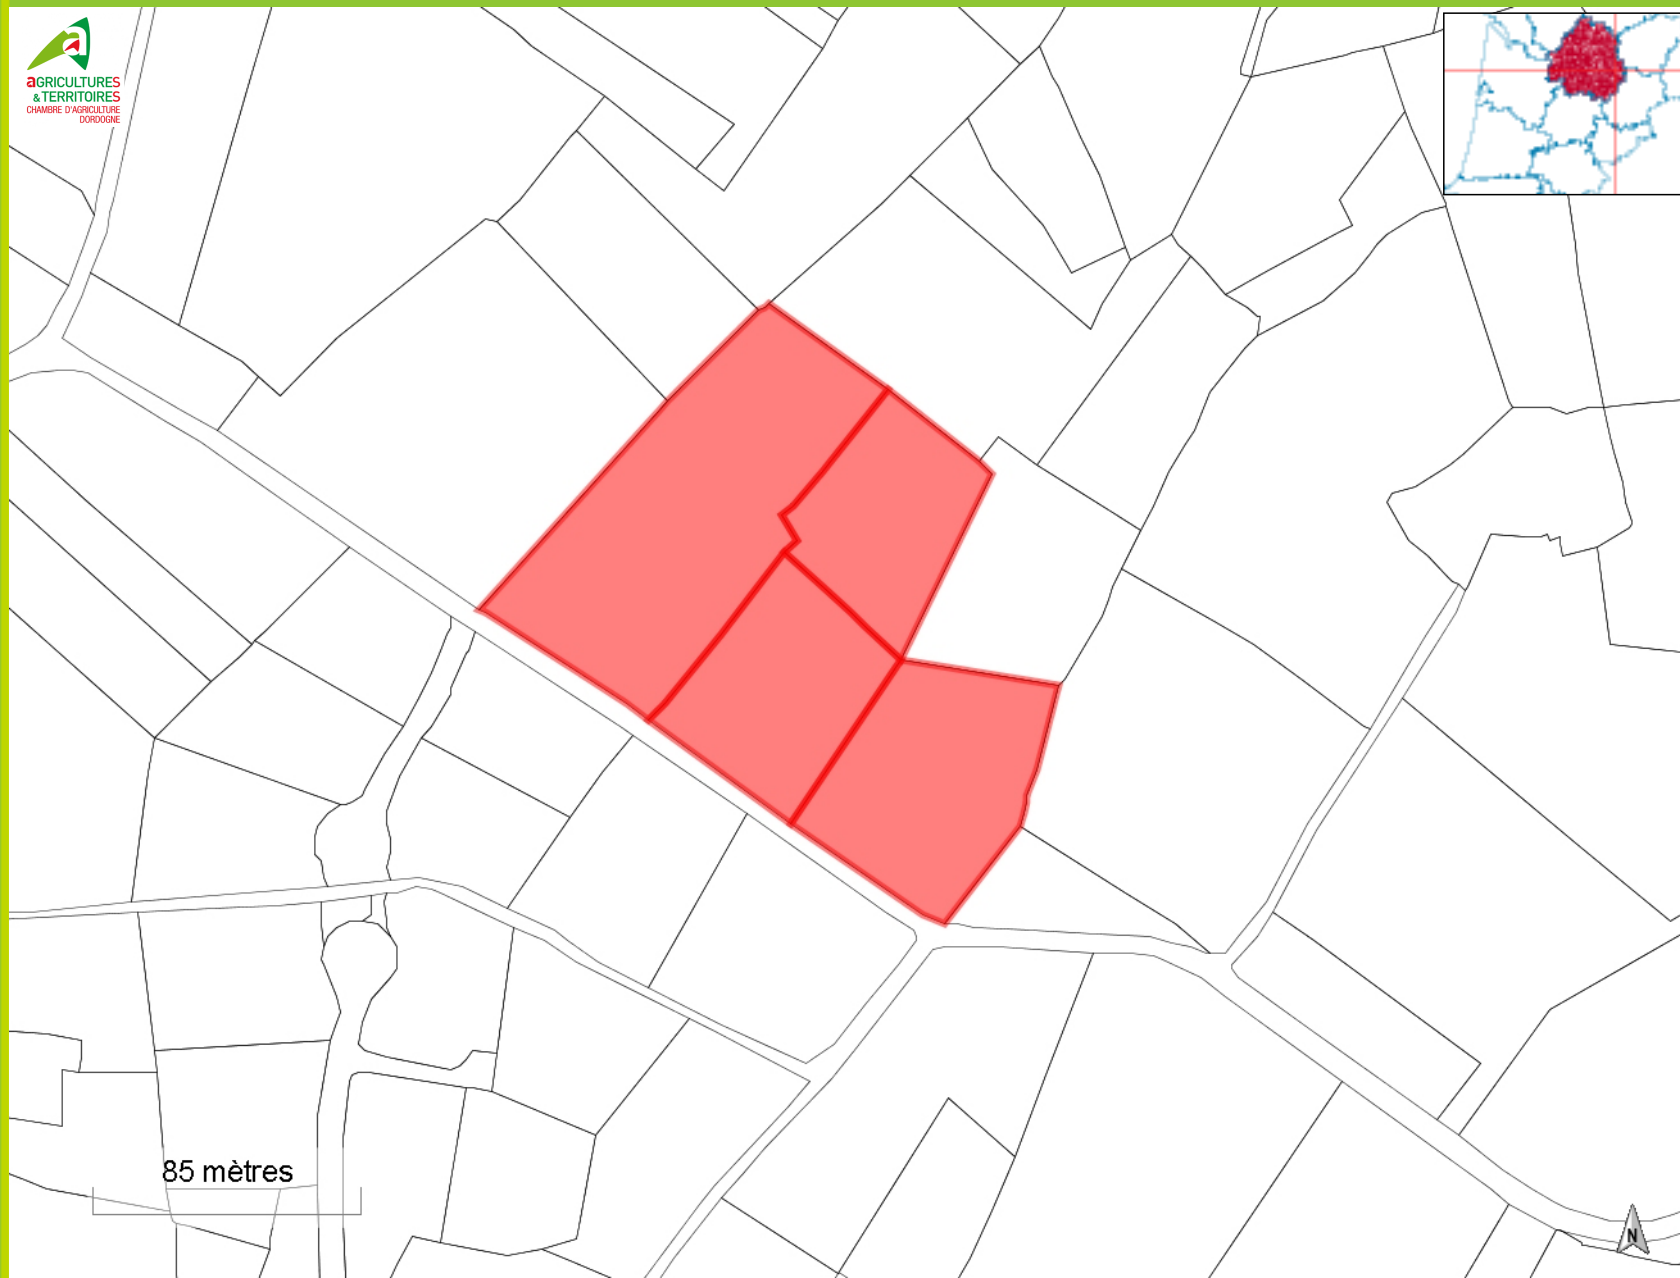 aGRICULTURES
& TERRITOIRES
CHAMBRE D'AGRICULTURE
DORDOGNE
85 mètres
N